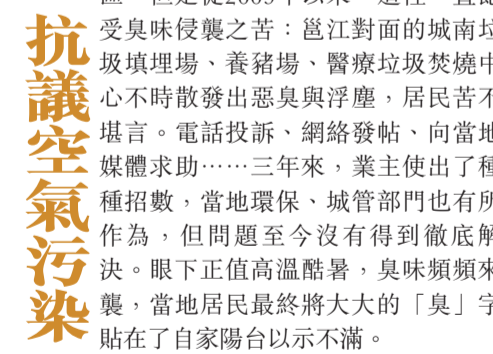 抗議空氣污染
受臭味侵襲之苦：邕江對面的城南垃
圾填埋場、養豬場、醫療垃圾焚燒中
心不時散發出惡臭與浮塵，居民苦不
堪言。電話投訴、網絡發帖、向當地
媒體求助……三年來，業主使出了種
種招數，當地環保、城管部門也有所
作為，但問題至今沒有得到徹底解
決。眼下正值高溫酷暑，臭味頻頻來
襲，當地居民最終將大大的「臭」字
貼在了自家陽台以示不滿。